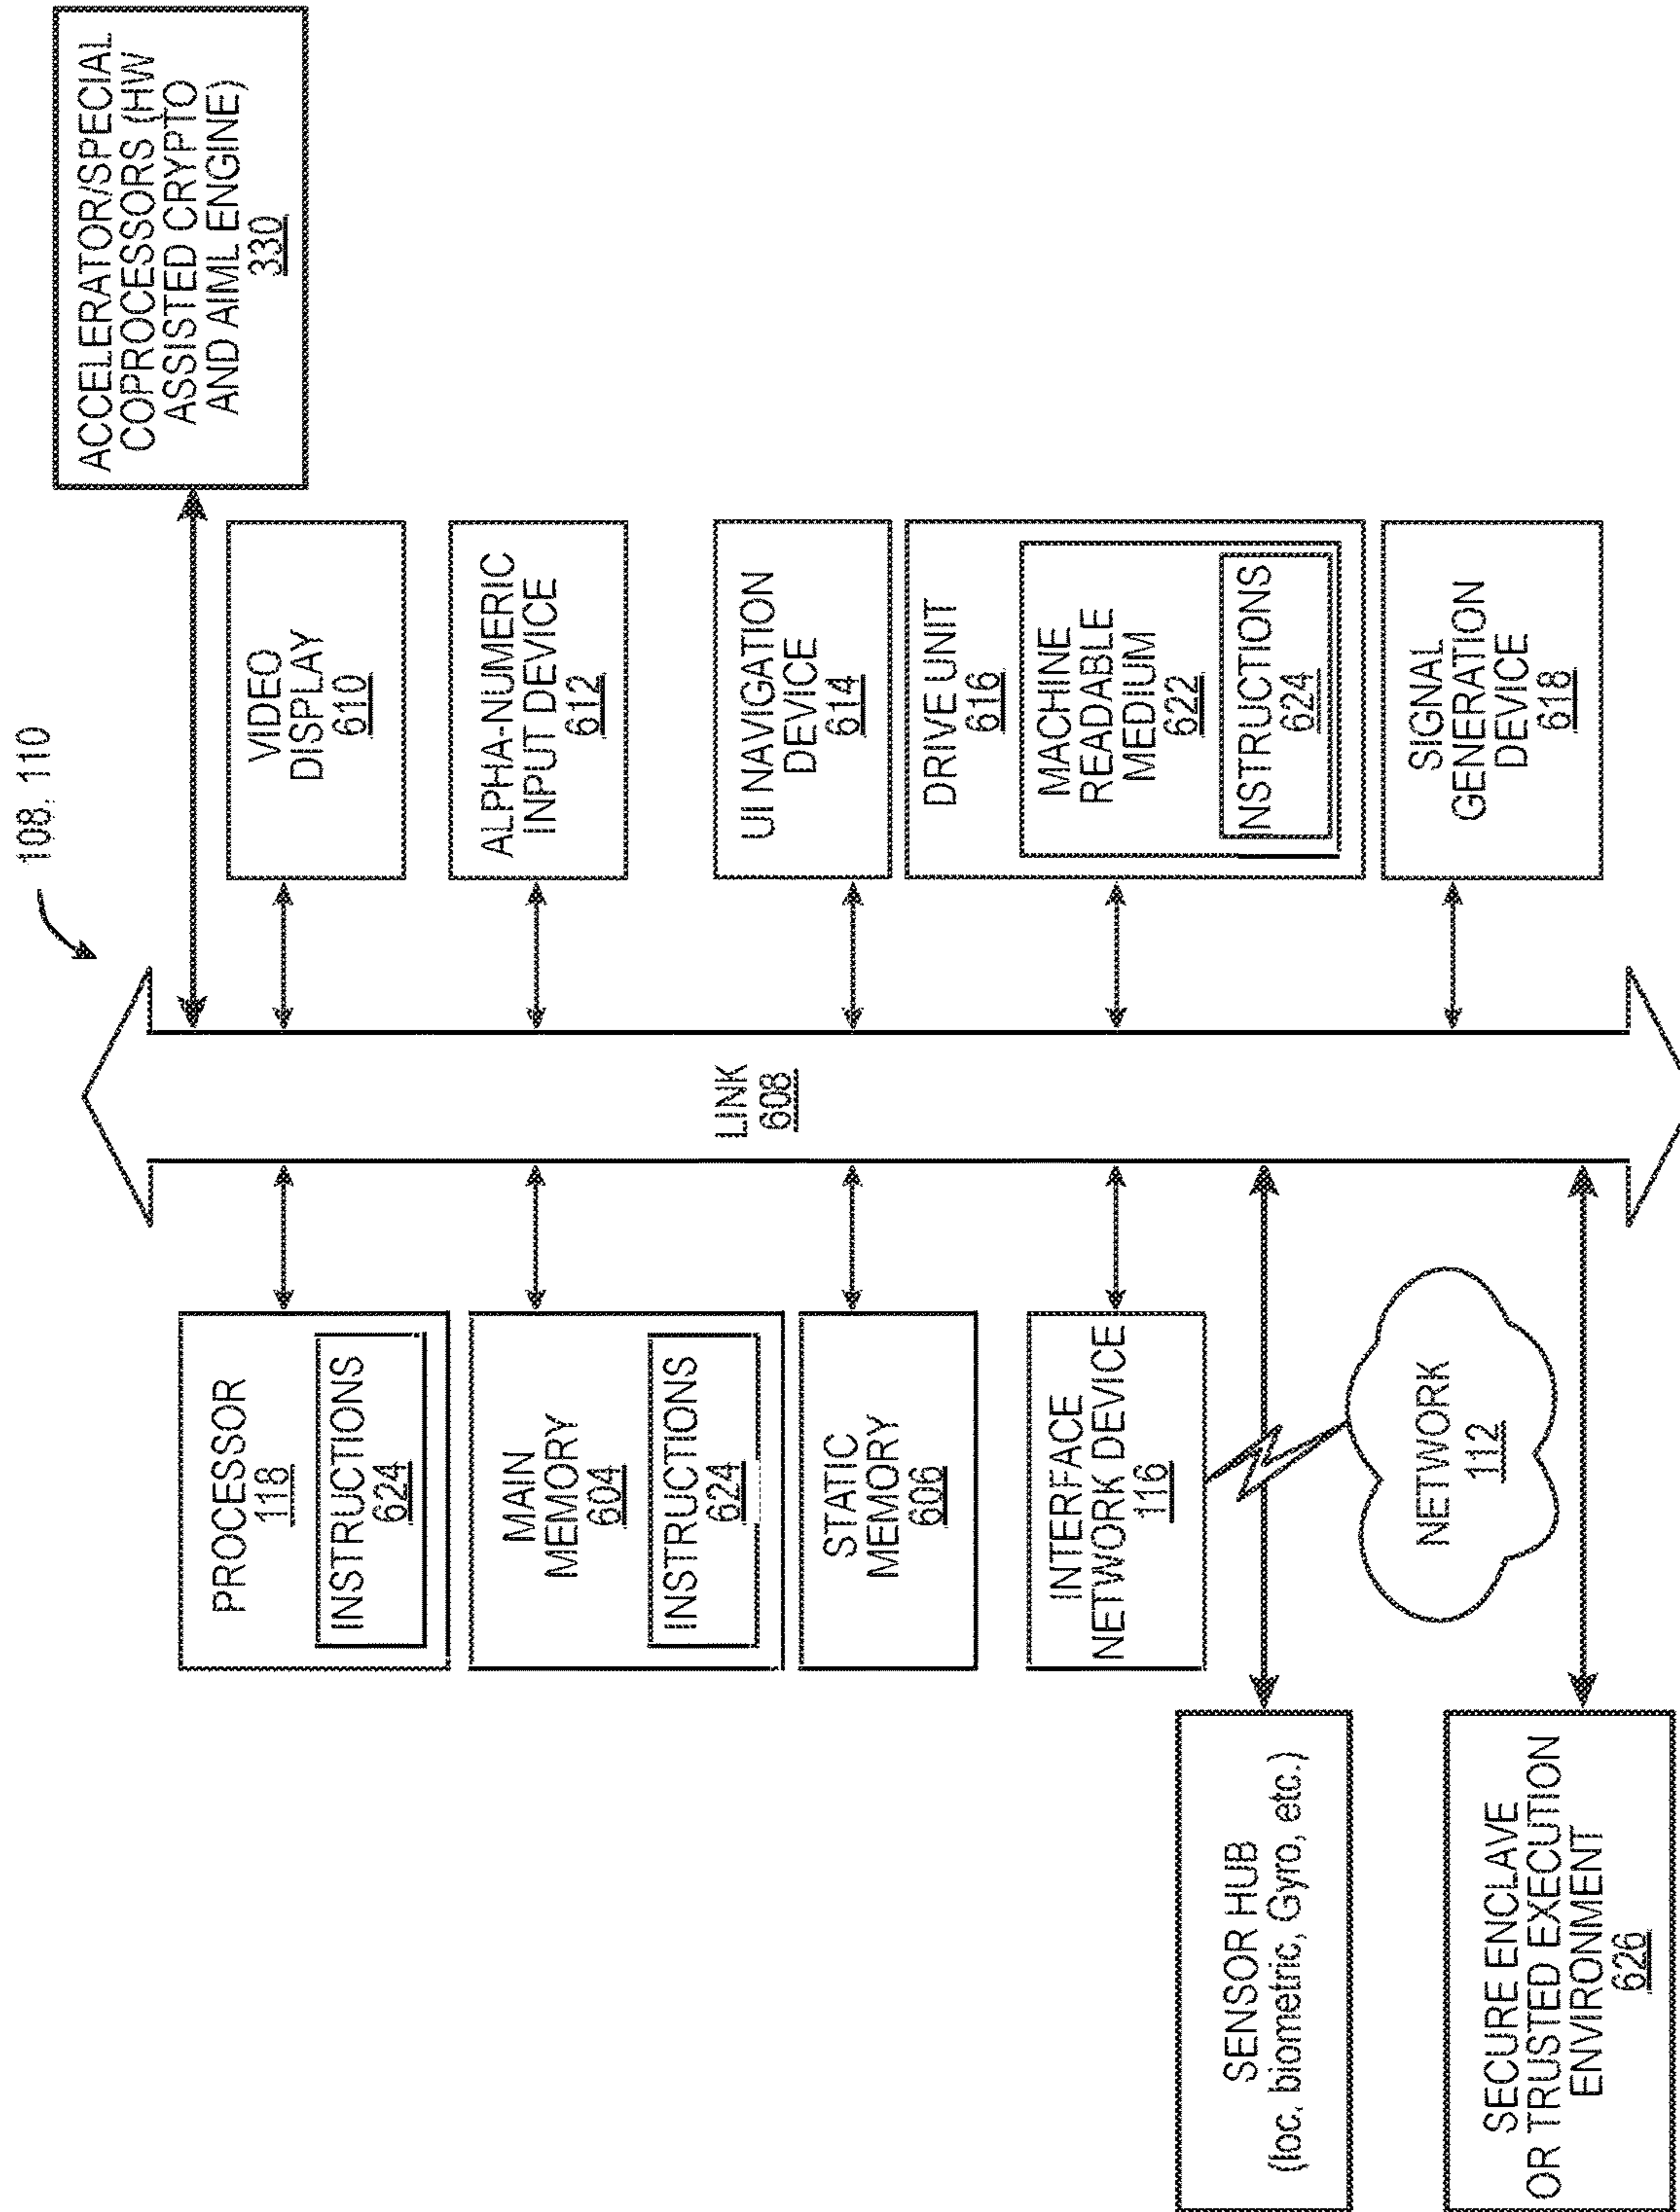 108, 110
ACCELERATOR/SPECIAL
COPROCESSORS (HW
ASSISTED CRYPTO
AND AIML ENGINE)
330
PROCESSOR
118
INSTRUCTIONS
624
MAIN
MEMORY
604
INSTRUCTIONS
624
STATIC
MEMORY
606
INTERFACE
NETWORK DEVICE
116
SENSOR HUB
(loc. biometric, Gyro, etc.)
NETWORK
112
SECURE ENCLAVE
OR TRUSTED EXECUTION
ENVIRONMENT
626
LINK
608
VIDEO
DISPLAY
610
ALPHA-NUMERIC
INPUT DEVICE
612
UI NAVIGATION
DEVICE
614
DRIVE UNIT
616
MACHINE
READABLE
MEDIUM
622
INSTRUCTIONS
624
SIGNAL
GENERATION
DEVICE
618